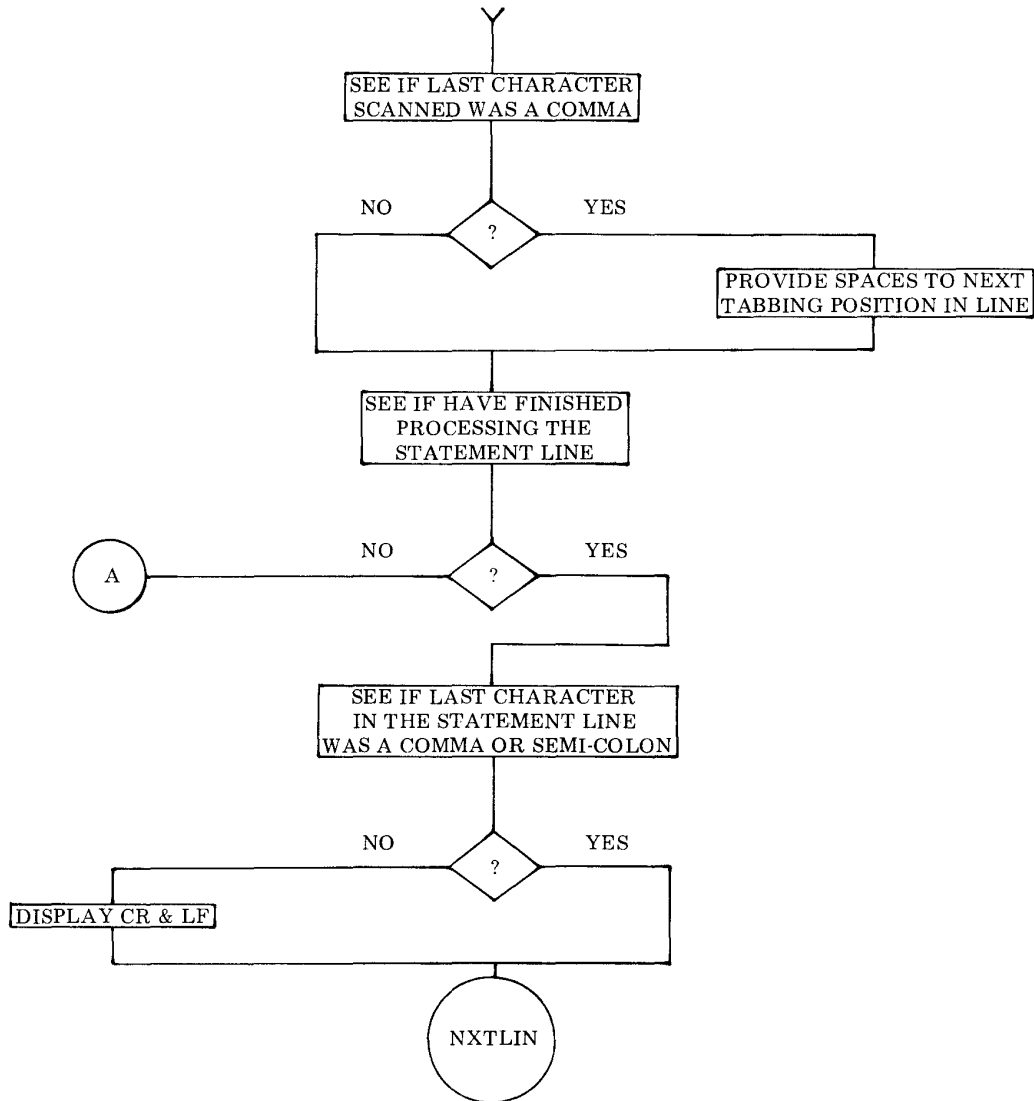 SEE IF LAST CHARACTER
SCANNED WAS A COMMA
NO
YES
?
PROVIDE SPACES TO NEXT
TABBING POSITION IN LINE
SEE IF HAVE FINISHED
PROCESSING THE
STATEMENT LINE
NO
YES
A
?
SEE IF LAST CHARACTER
IN THE STATEMENT LINE
WAS A COMMA OR SEMI-COLON
NO
YES
?
DISPLAY CR & LF
NXTLIN